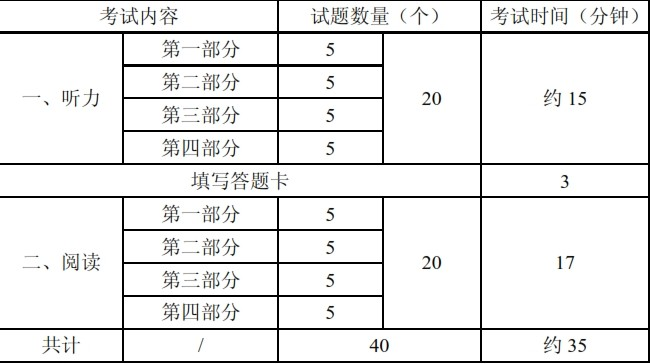 考试内容 试题数量（个） 考试时间（分钟）
一、听力 第一部分 5 20 约 15
第二部分 5
第三部分 5
第四部分 5
填写答题卡 3
二、阅读 第一部分 5 20 17
第二部分 5
第三部分 5
第四部分 5
共计 / 40 约 35